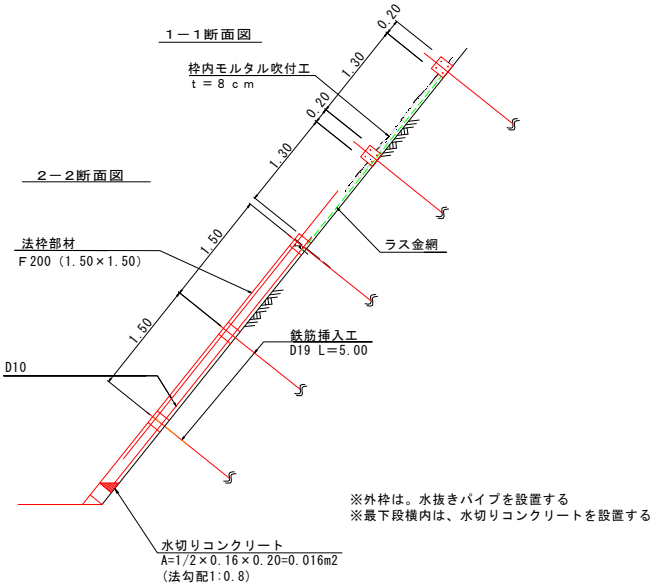 1－1断面図
0.20
1.30
枠内モルタル吹付工
ｔ＝8ｃｍ
0.20
1.30
2－2断面図
1.50
ラス金網
法枠部材
Ｆ200（1.50×1.50）
1.50
鉄筋挿入工
D19 L＝5.00
D10
※外枠は。水抜きパイプを設置する
※最下段横内は、水切りコンクリートを設置する
水切りコンクリート
A=1/2×0.16×0.20=0.016m2
(法勾配1:0.8)